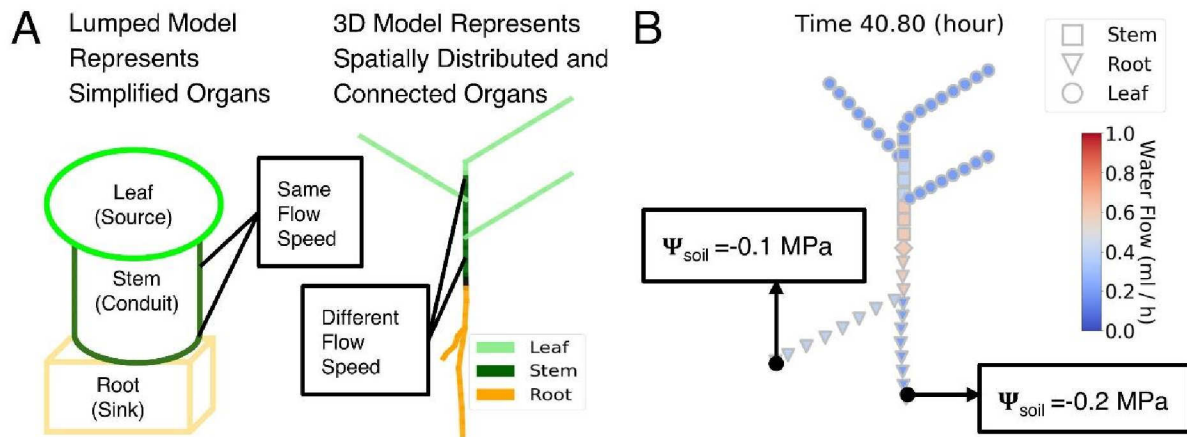 A
Lumped Model
Represents
Simplified Organs
3D Model Represents
Spatially Distributed and
Connected Organs
Leaf
(Source)
Stem
(Conduit)
Root
(Sink)
Same
Flow
Speed
Different
Flow
Speed
Leaf
Stem
Root
B
Time 40.80 (hour)
Stem
Root
Leaf
1.0
0.8
0.6
0.4
0.2
0.0
Water Flow (ml / h)
Ψsoil =-0.1 MPa
Ψsoil =-0.2 MPa